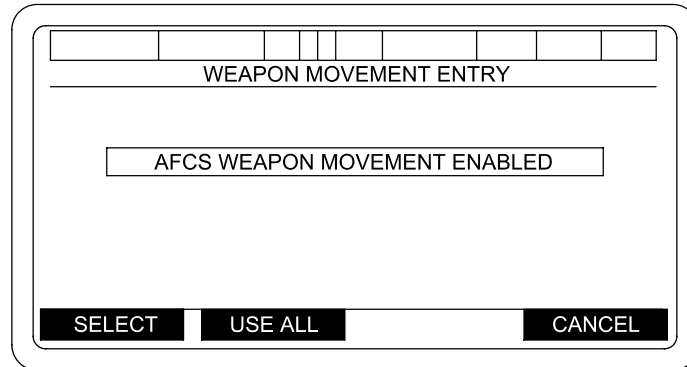 WEAPON MOVEMENT ENTRY
AFCS WEAPON MOVEMENT ENABLED
SELECT USE ALL CANCEL